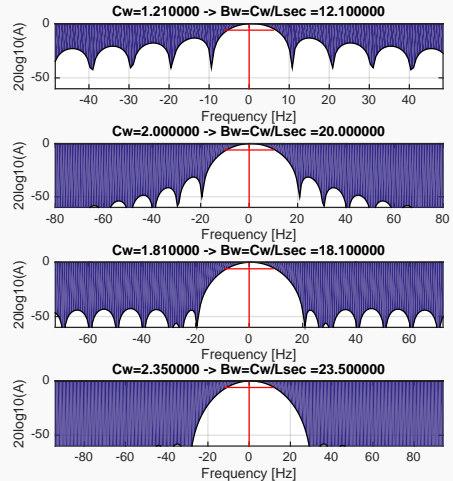 Cw=1.210000 -> Bw=Cw/Lsec =12.100000
0
-50
20log10(A)
-40 -30 -20 -10 0 10 20 30 40
Frequency [Hz]
Cw=2.000000 -> Bw=Cw/Lsec =20.000000
0
-50
20log10(A)
-80 -60 -40 -20 0 20 40 60 80
Frequency [Hz]
Cw=1.810000 -> Bw=Cw/Lsec =18.100000
0
-50
20log10(A)
-60 -40 -20 0 20 40 60
Frequency [Hz]
Cw=2.350000 -> Bw=Cw/Lsec =23.500000
0
-50
20log10(A)
-80 -60 -40 -20 0 20 40 60 80
Frequency [Hz]